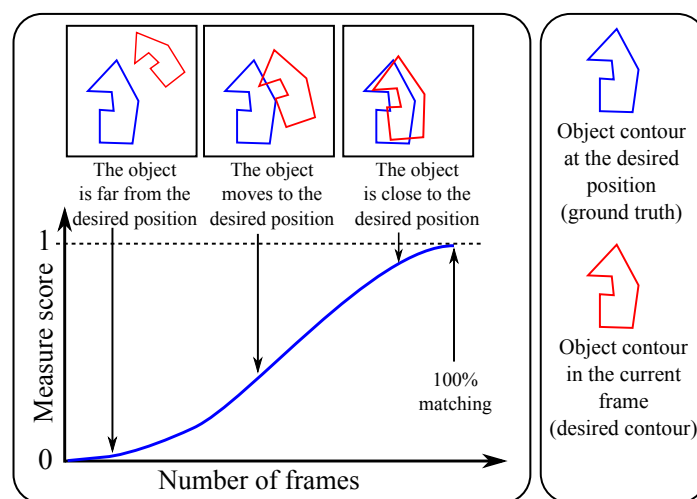 The object
is far from the
desired position
The object
moves to the
desired position
The object
is close to the
desired position
1
Measure score
0
100%
matching
Number of frames
Object contour
at the desired
position
(ground truth)
Object contour
in the current
frame
(desired contour)